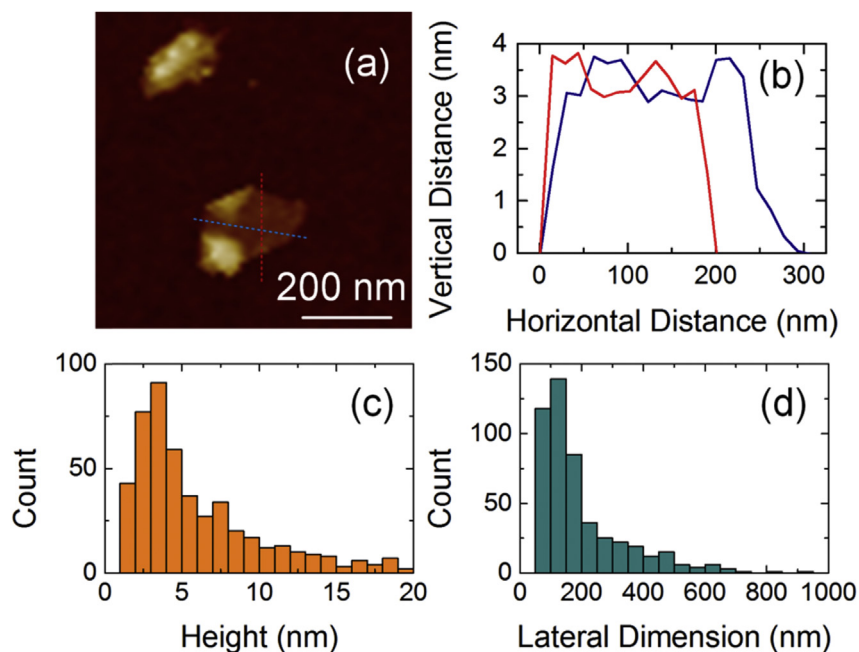 (a)
200 nm
(b)
Vertical Distance (nm)
4
3
2
1
0
0 100 200 300
Horizontal Distance (nm)
(c)
Count
100
50
0
0 5 10 15 20
Height (nm)
(d)
Count
150
100
50
0
0 200 400 600 800 1000
Lateral Dimension (nm)